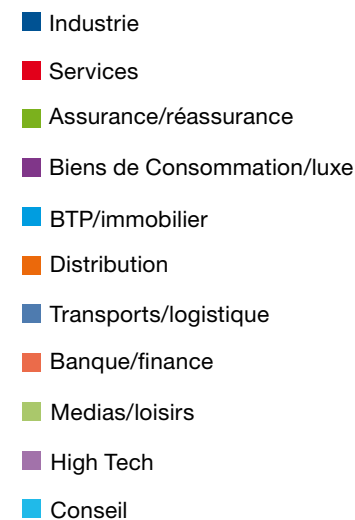 Industrie
Services
Assurance/réassurance
Biens de Consommation/luxe
BTP/immobilier
Distribution
Transports/logistique
Banque/finance
Medias/loisirs
High Tech
Conseil